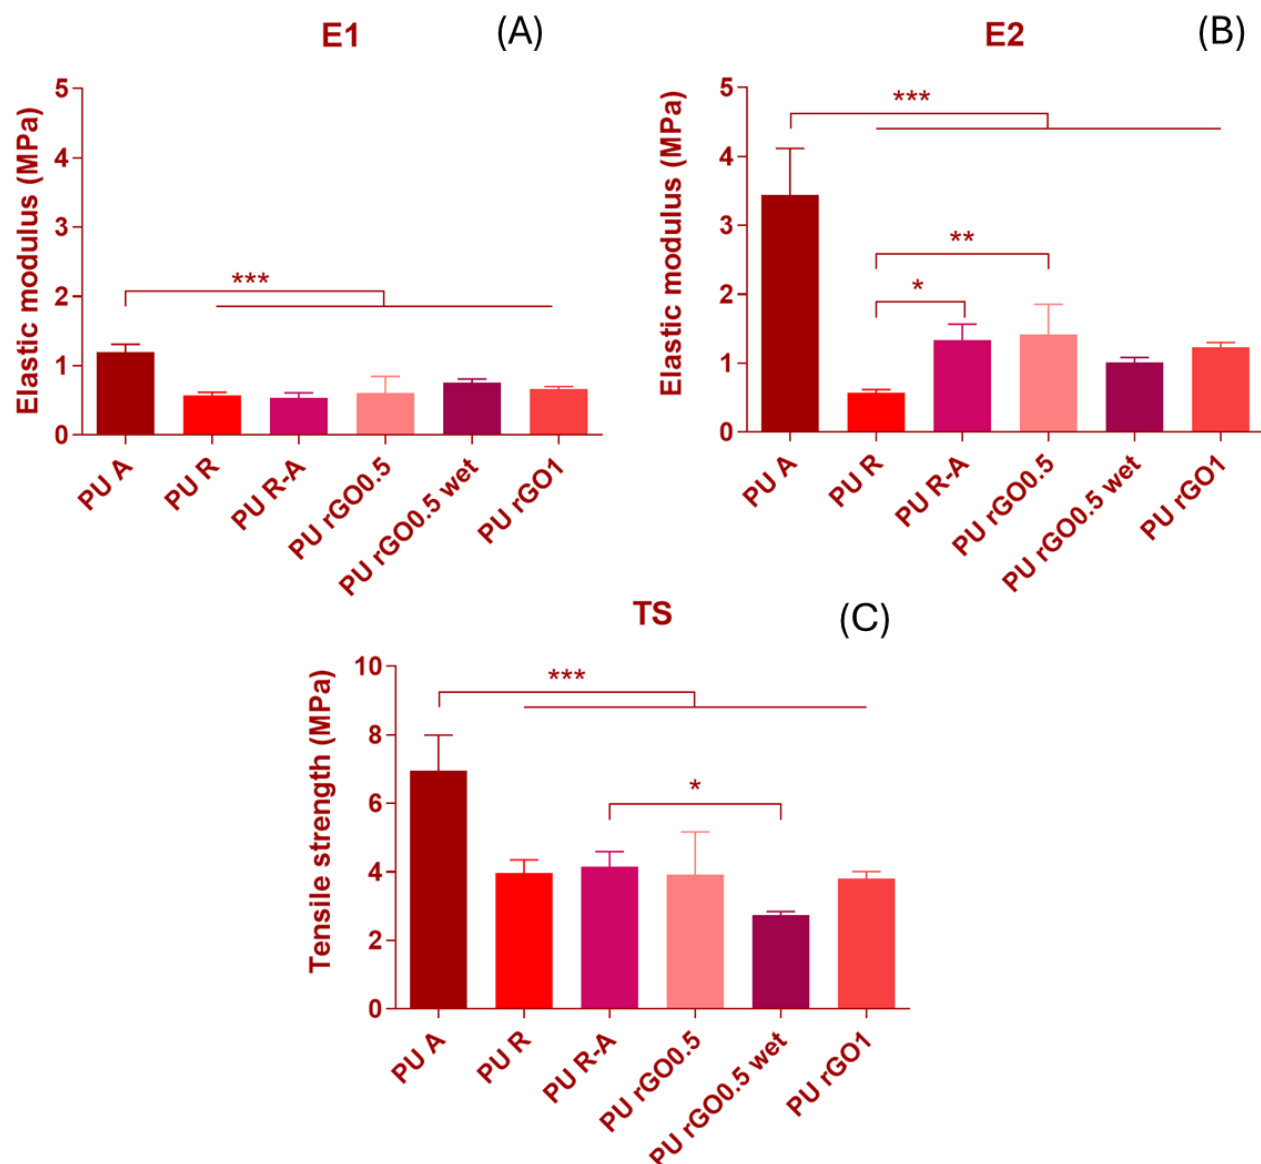 E1
(A)
Elastic modulus (MPa)
5
4
3
2
1
0
***
PU A
PU R
PU R-A
PU rGO0.5
PU rGO0.5 wet
PU rGO1
E2
(B)
Elastic modulus (MPa)
5
4
3
2
1
0
***
**
*
PU A
PU R
PU R-A
PU rGO0.5
PU rGO0.5 wet
PU rGO1
TS
(C)
Tensile strength (MPa)
10
8
6
4
2
0
***
*
PU A
PU R
PU R-A
PU rGO0.5
PU rGO0.5 wet
PU rGO1